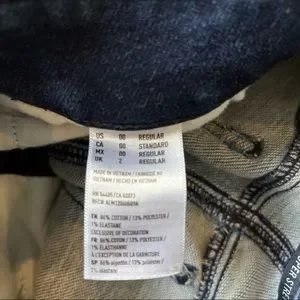 US 00 REGULAR
CA 00 STANDARD
MX 00 REGULAR
UK 2 REGULAR
MADE IN VIETNAM / FABRIQUÉ AU
VIETNAM / HECHO EN VIETNAM
EN 86% COTTON / 13% POLYESTER /
1% ELASTANE
EXCLUSIVE OF DECORATION
FR 86% COTON / 13% POLYESTER /
1% ÉLASTHANNE
À L'EXCEPTION DE LA GARNITURE
SP 86% algodón / 13% poliéster /
1% elastano